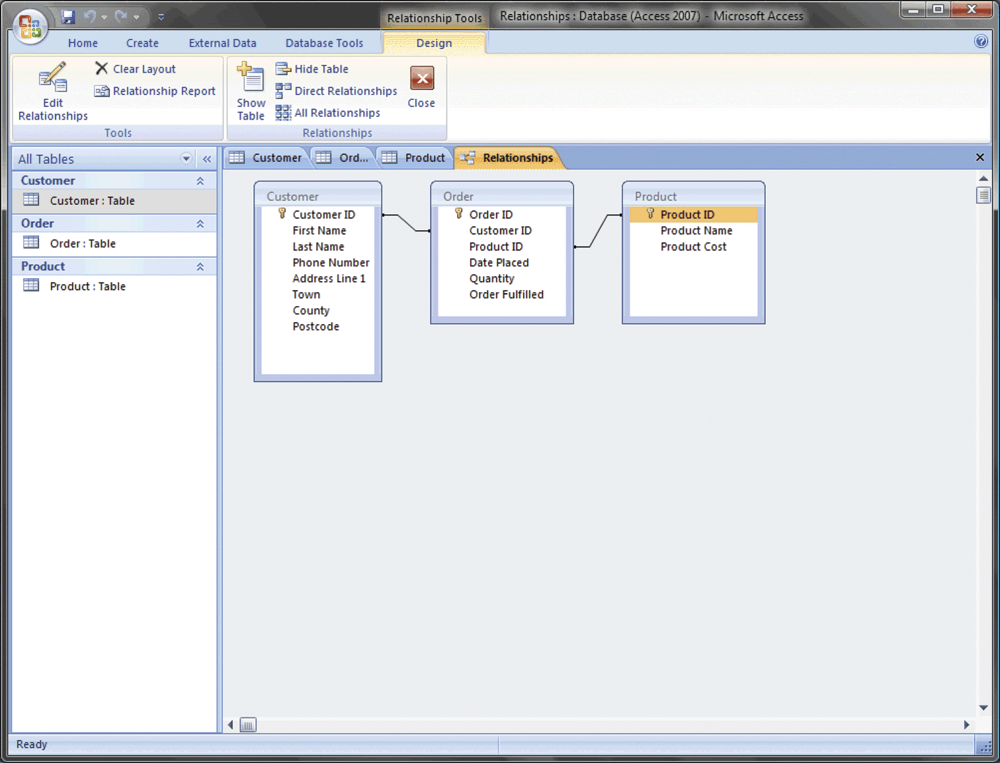 Relationship Tools
Relationships : Database (Access 2007) - Microsoft Access
Home Create External Data Database Tools Design
Edit Relationships
Clear Layout
Relationship Report
Tools
Show Table
Hide Table
Direct Relationships
All Relationships
Close
Relationships
All Tables
Customer
Customer : Table
Order
Order : Table
Product
Product : Table
Customer Ord... Product Relationships
Customer
Customer ID
First Name
Last Name
Phone Number
Address Line 1
Town
County
Postcode
Order
Order ID
Customer ID
Product ID
Date Placed
Quantity
Order Fulfilled
Product
Product ID
Product Name
Product Cost
Ready